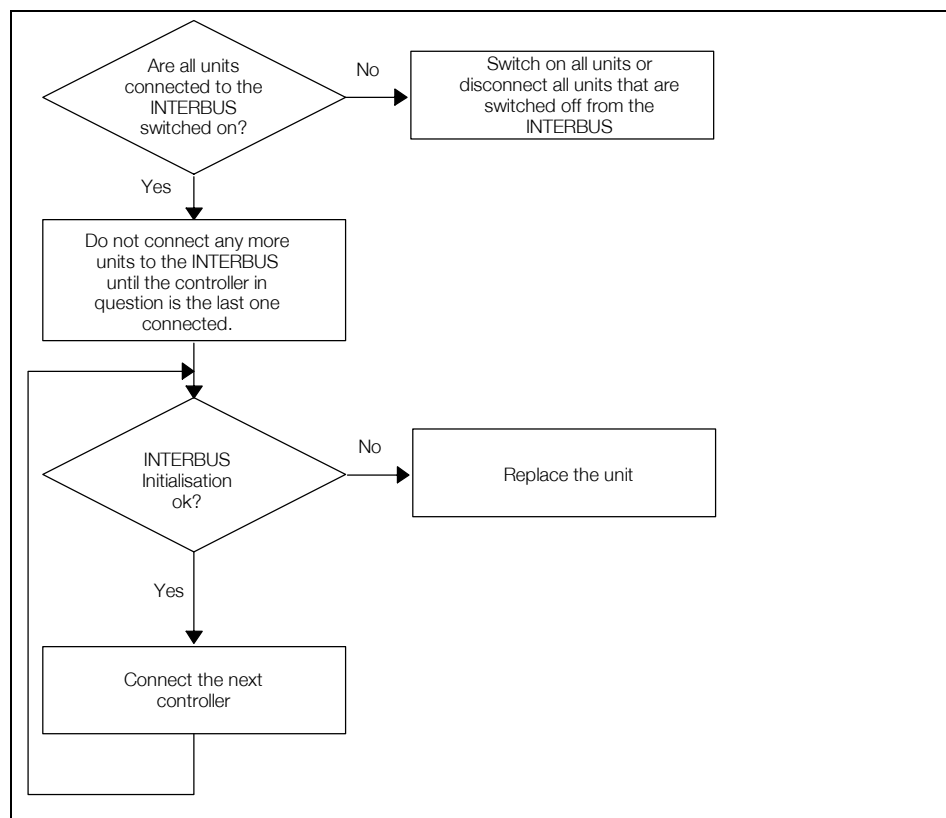 Are all units
connected to the
INTERBUS
switched on?
No
Switch on all units or
disconnect all units that are
switched off from the
INTERBUS
Yes
Do not connect any more
units to the INTERBUS
until the controller in
question is the last one
connected.
INTERBUS
Initialisation
ok?
No
Replace the unit
Yes
Connect the next
controller